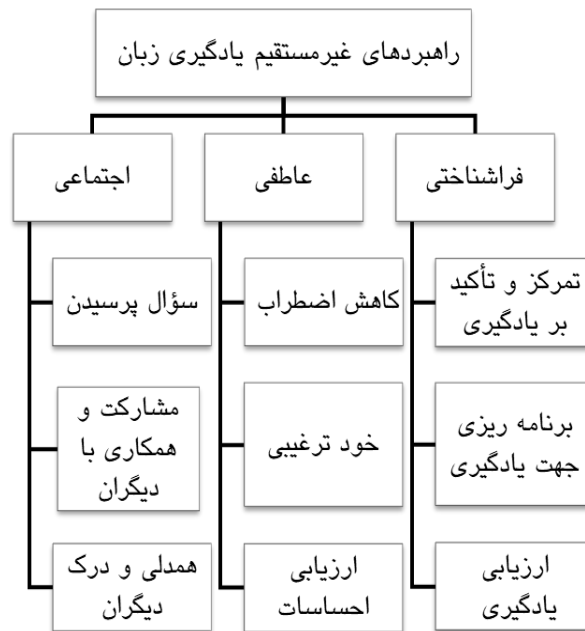 راهبردهای غیرمستقیم یادگیری زبان
فراشناختی
تمرکز و تأکید
بر یادگیری
برنامه ریزی
جهت یادگیری
ارزیابی
یادگیری
عاطفی
کاهش اضطراب
خود ترغیبی
ارزیابی
احساسات
اجتماعی
سؤال پرسیدن
مشارکت و
همکاری با
دیگران
همدلی و درک
دیگران